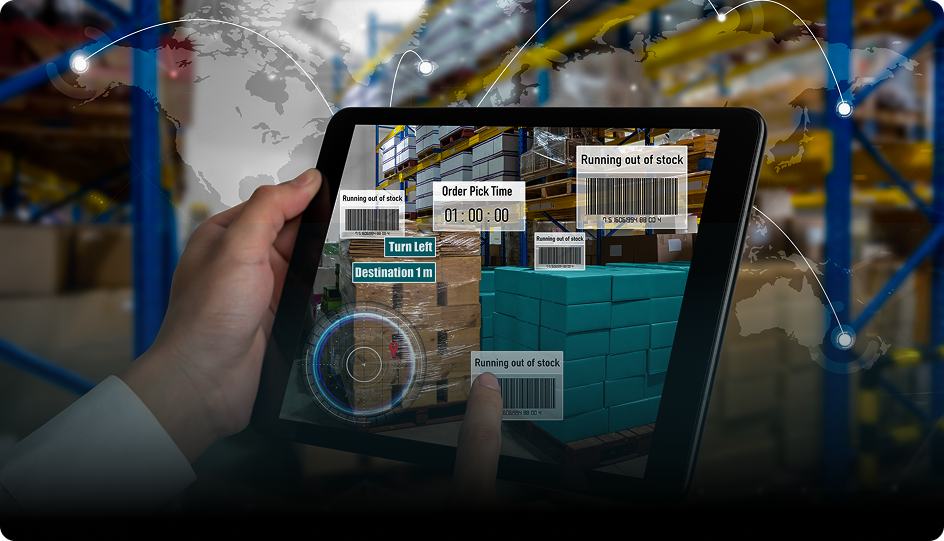 Running out of stock
Order Pick Time
01 : 00 : 00
Running out of stock
Turn Left
Destination 1 m
Running out of stock
Running out of stock